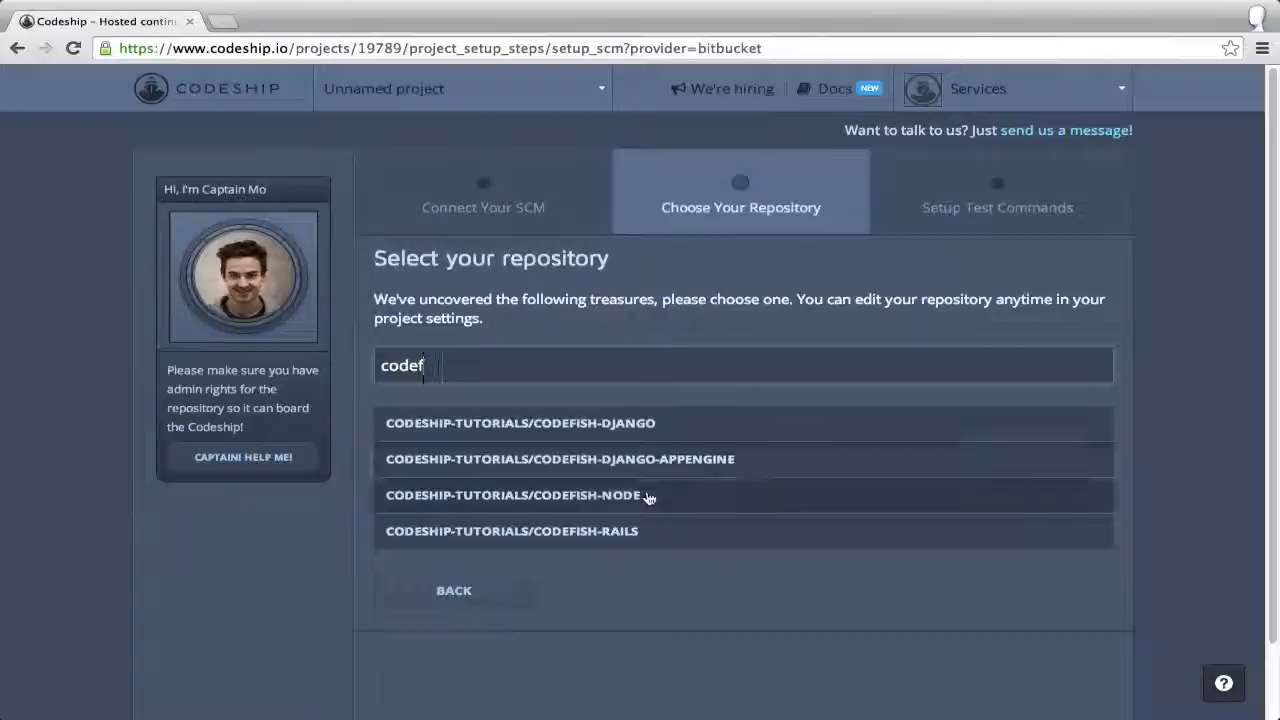 Codeship – Hosted contin
https://www.codeship.io/projects/19789/project_setup_steps/setup_scm?provider=bitbucket
CODESHIP
Unnamed project
We're hiring
Docs NEW
Services
Want to talk to us? Just send us a message!
Hi, I'm Captain Mo
Please make sure you have
admin rights for the
repository so it can board
the Codeship!
CAPTAIN! HELP ME!
Connect Your SCM
Choose Your Repository
Setup Test Commands
Select your repository
We've uncovered the following treasures, please choose one. You can edit your repository anytime in your
project settings.
codef
CODESHIP-TUTORIALS/CODEFISH-DJANGO
CODESHIP-TUTORIALS/CODEFISH-DJANGO-APPENGINE
CODESHIP-TUTORIALS/CODEFISH-NODE
CODESHIP-TUTORIALS/CODEFISH-RAILS
BACK
?